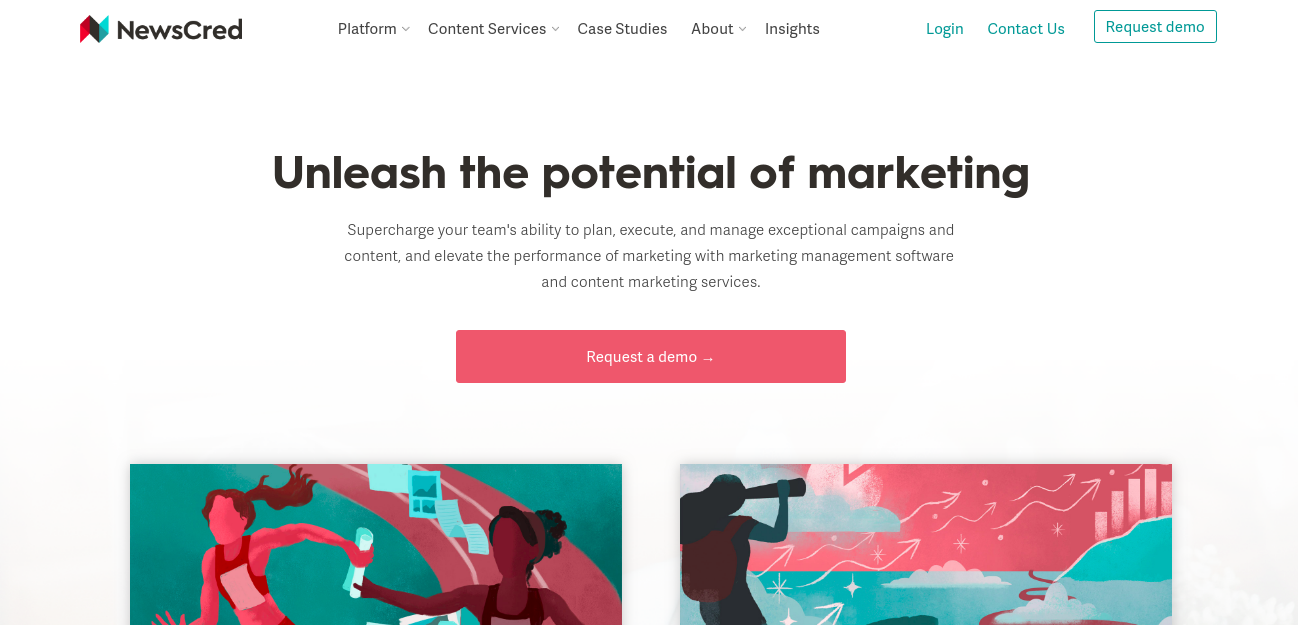 NewsCred
Platform
Content Services
Case Studies
About
Insights
Login
Contact Us
Request demo
Unleash the potential of marketing
Supercharge your team's ability to plan, execute, and manage exceptional campaigns and
content, and elevate the performance of marketing with marketing management software
and content marketing services.
Request a demo →